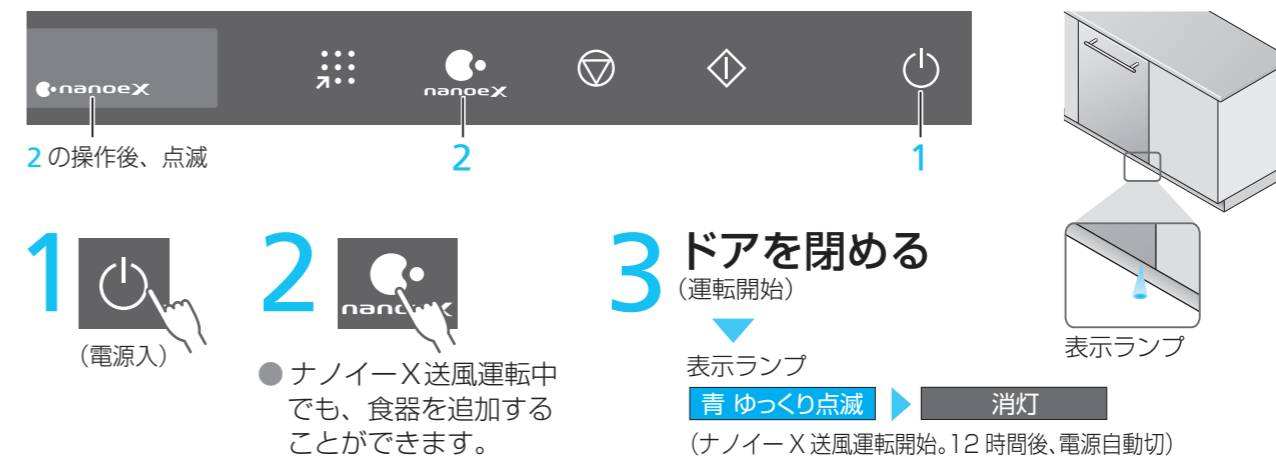 nanoex
nanoex
2 の操作後、点滅
2
1
1
(電源入)
2
nanoex
● ナノイーX送風運転中
でも、食器を追加する
ことができます。
3 ドアを閉める
(運転開始)
表示ランプ
青 ゆっくり点滅
消灯
(ナノイーX 送風運転開始。12 時間後、電源自動切)
表示ランプ